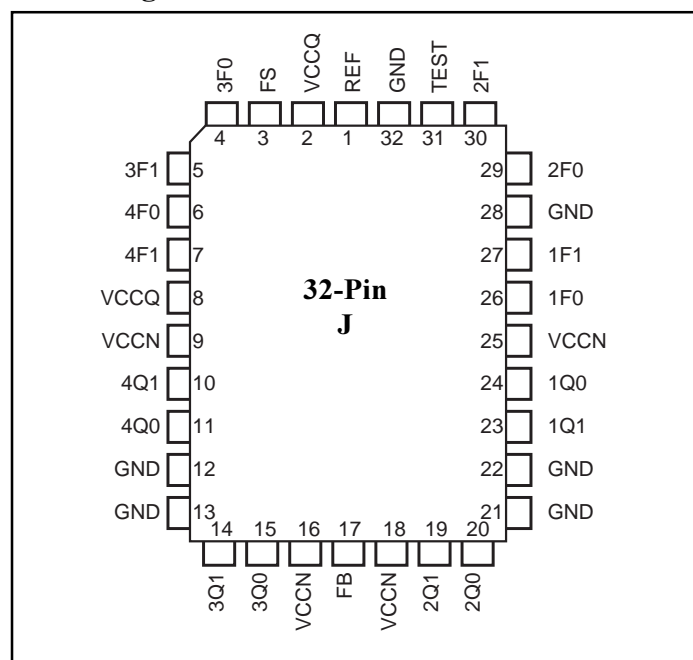 3F0 FS VCCQ REF GND TEST 2F1
4 3 2 1 32 31 30
3F1 5 29 2F0
4F0 6 28 GND
4F1 7 27 1F1
VCCQ 8 26 1F0
VCCN 9 25 VCCN
32-Pin
J
4Q1 10 24 1Q0
4Q0 11 23 1Q1
GND 12 22 GND
GND 13 21 GND
14 15 16 17 18 19 20
3Q1 3Q0 VCCN FB VCCN 2Q1 2Q0